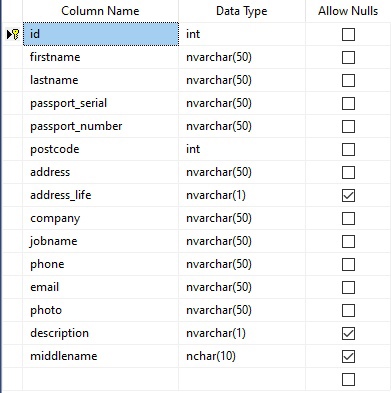 Column Name Data Type Allow Nulls
id int
firstname nvarchar(50)
lastname nvarchar(50)
passport_serial nvarchar(50)
passport_number nvarchar(50)
postcode int
address nvarchar(50)
address_life nvarchar(1)
company nvarchar(50)
jobname nvarchar(50)
phone nvarchar(50)
email nvarchar(50)
photo nvarchar(50)
description nvarchar(1)
middlename nchar(10)